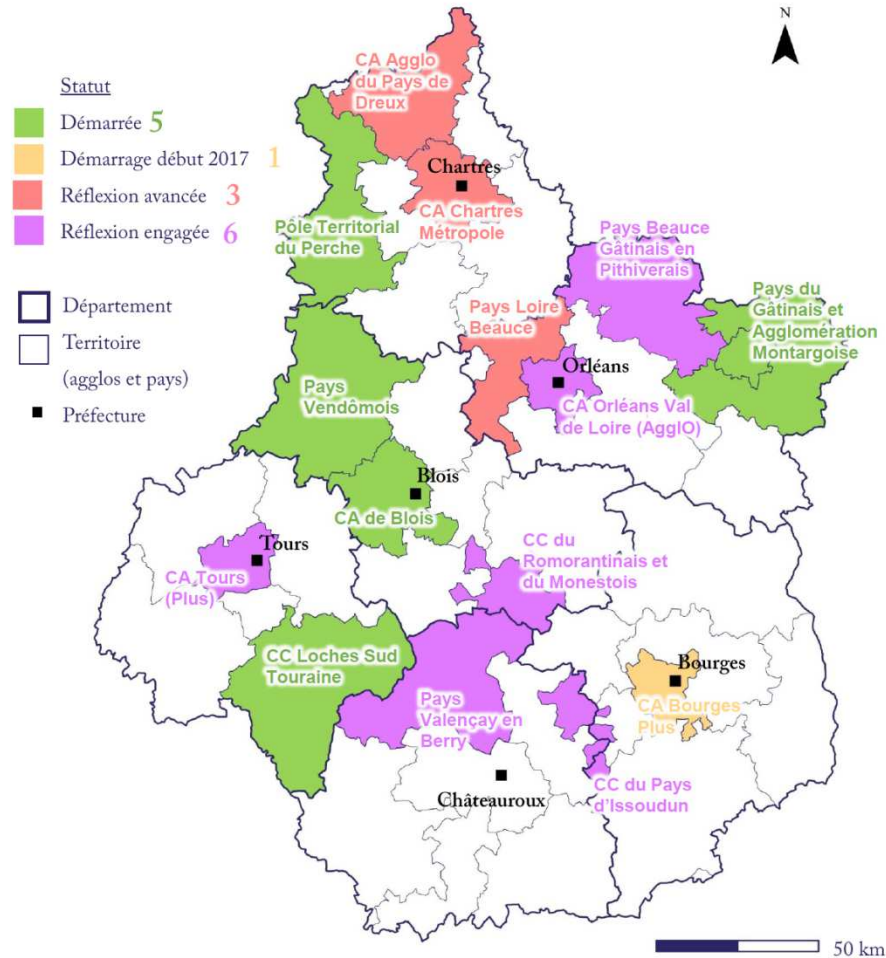 N
Statut
Démarrée 5
Démarrage début 2017 1
Réflexion avancée 3
Réflexion engagée 6
Département
Territoire
(agglos et pays)
Préfecture
CA Agglo
du Pays de
Dreux
Chartres
CA Chartres
Métropole
Pôle Territorial
du Perche
Pays Beauce
Gâtinais en
Pithiverais
Pays du
Gâtinais et
Agglomération
Montargoise
Pays Loire
Beauce
Orléans
CA Orléans Val
de Loire (AgglO)
Pays
Vendômois
Blois
CA de Blois
Tours
CA Tours
(Plus)
CC du
Romorantinais et
du Monestois
CC Loches Sud
Touraine
Pays
Valençay en
Berry
Bourges
CA Bourges
Plus
CC du Pays
d'Issoudun
Châteauroux
50 km